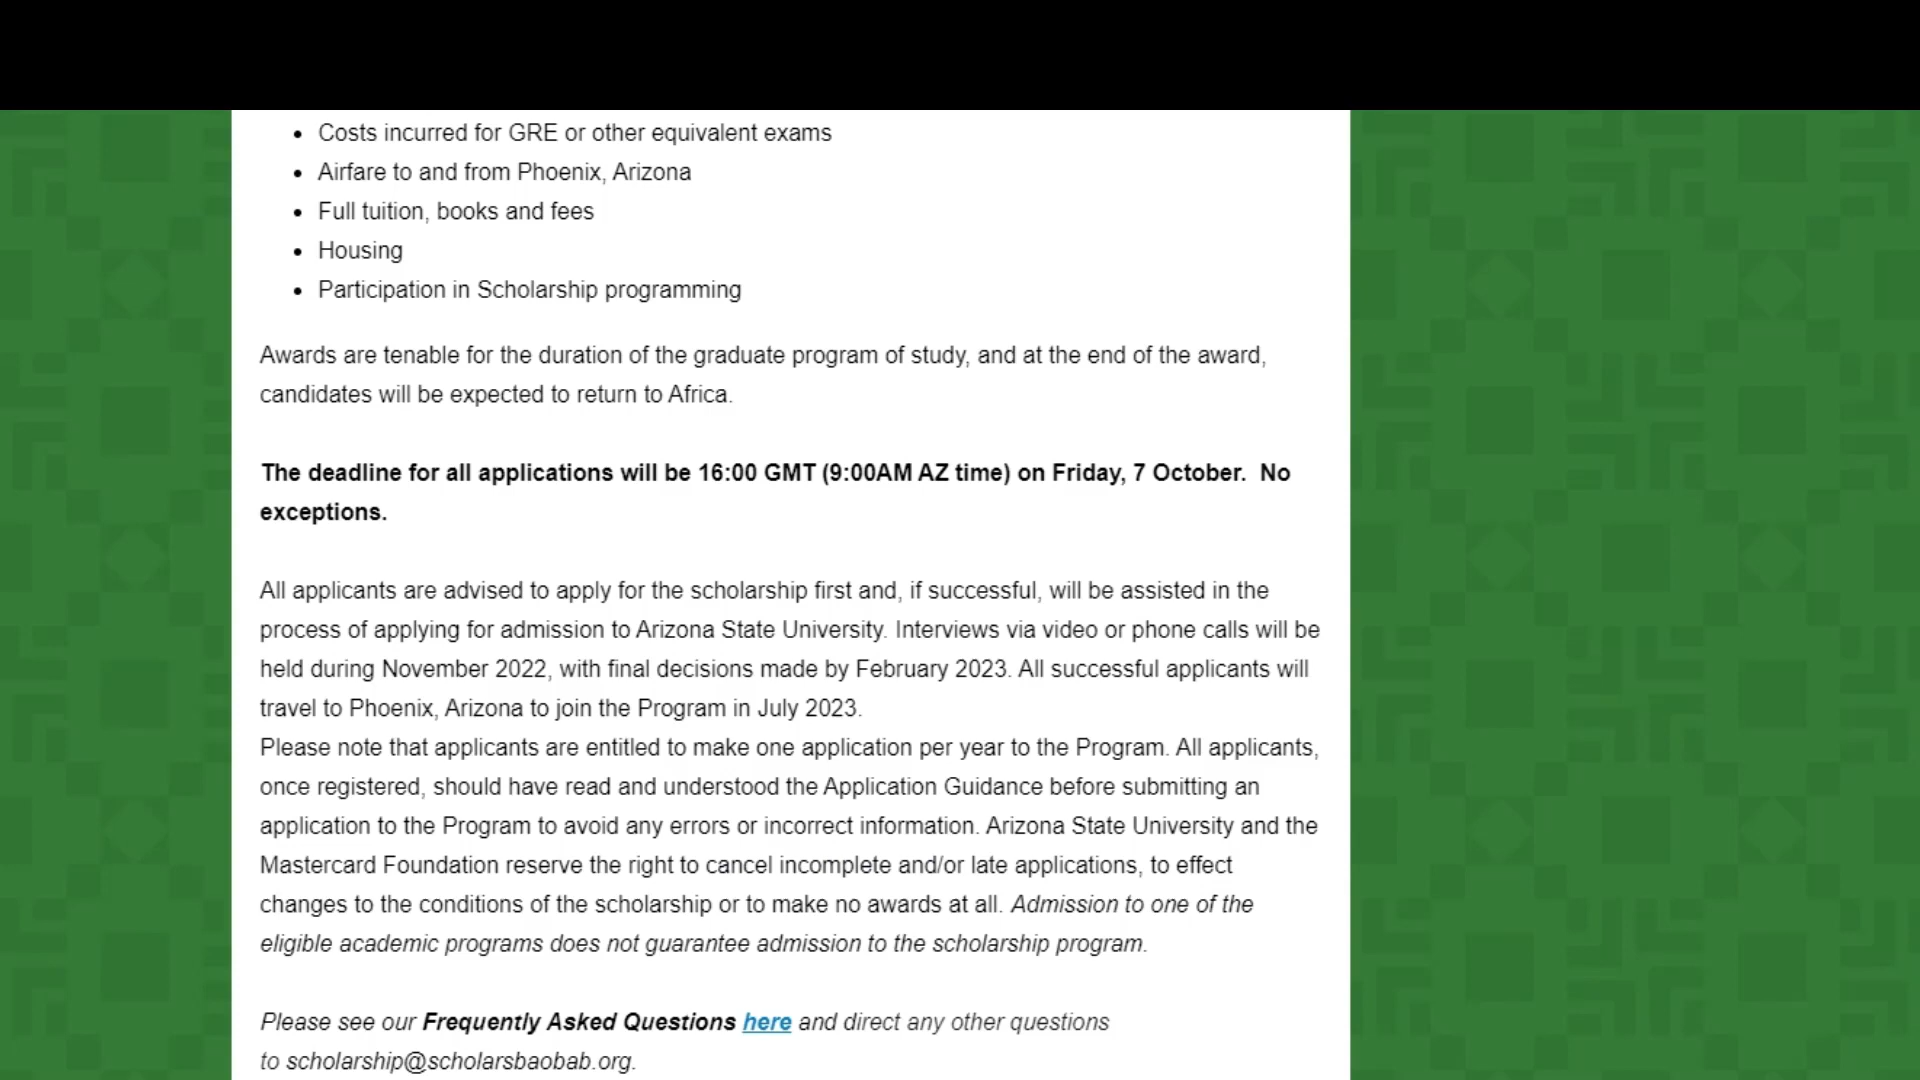 • Costs incurred for GRE or other equivalent exams
• Airfare to and from Phoenix, Arizona
• Full tuition, books and fees
• Housing
• Participation in Scholarship programming
Awards are tenable for the duration of the graduate program of study, and at the end of the award,
candidates will be expected to return to Africa.
The deadline for all applications will be 16:00 GMT (9:00AM AZ time) on Friday, 7 October.  No
exceptions.
All applicants are advised to apply for the scholarship first and, if successful, will be assisted in the
process of applying for admission to Arizona State University. Interviews via video or phone calls will be
held during November 2022, with final decisions made by February 2023. All successful applicants will
travel to Phoenix, Arizona to join the Program in July 2023.
Please note that applicants are entitled to make one application per year to the Program. All applicants,
once registered, should have read and understood the Application Guidance before submitting an
application to the Program to avoid any errors or incorrect information. Arizona State University and the
Mastercard Foundation reserve the right to cancel incomplete and/or late applications, to effect
changes to the conditions of the scholarship or to make no awards at all. Admission to one of the
eligible academic programs does not guarantee admission to the scholarship program.
Please see our Frequently Asked Questions here and direct any other questions
to scholarship@scholarsbaobab.org.